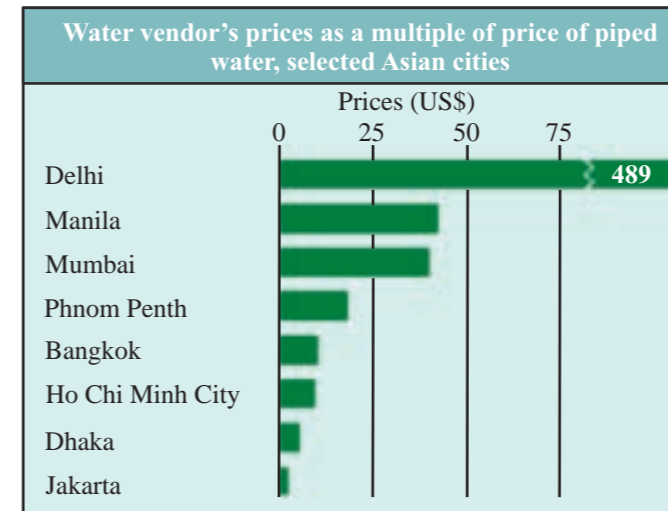 Water vendor's prices as a multiple of price of piped
water, selected Asian cities
Prices (US$)
0 25 50 75
Delhi 489
Manila
Mumbai
Phnom Penth
Bangkok
Ho Chi Minh City
Dhaka
Jakarta